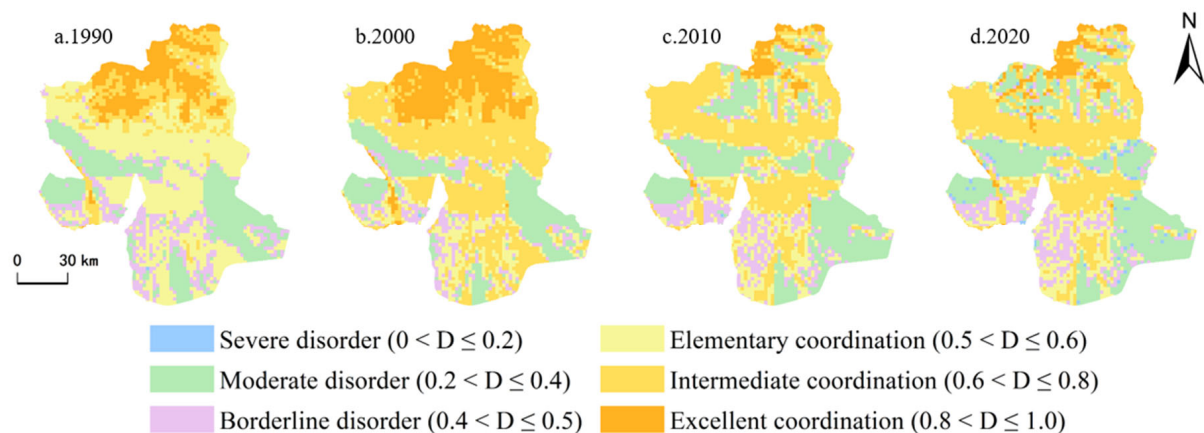 a.1990
b.2000
c.2010
d.2020
N
0 30 km
Severe disorder (0 < D ≤ 0.2)
Moderate disorder (0.2 < D ≤ 0.4)
Borderline disorder (0.4 < D ≤ 0.5)
Elementary coordination (0.5 < D ≤ 0.6)
Intermediate coordination (0.6 < D ≤ 0.8)
Excellent coordination (0.8 < D ≤ 1.0)